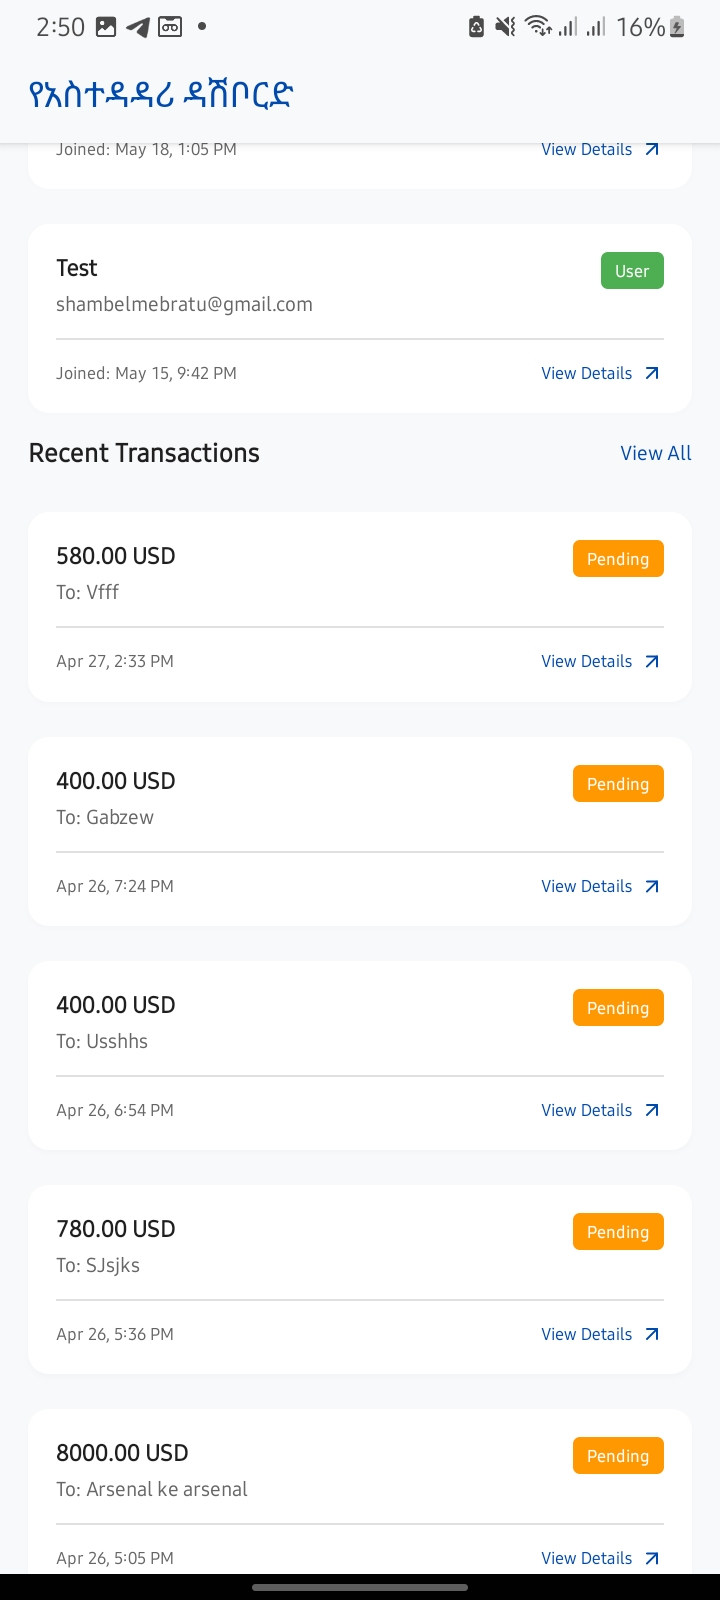 2:50
16%
የአስተዳዳሪ ዳሽቦርድ
Joined: May 18, 1:05 PM View Details
Test User
shambelmebratu@gmail.com
Joined: May 15, 9:42 PM View Details
Recent Transactions View All
580.00 USD Pending
To: Vfff
Apr 27, 2:33 PM View Details
400.00 USD Pending
To: Gabzew
Apr 26, 7:24 PM View Details
400.00 USD Pending
To: Usshhs
Apr 26, 6:54 PM View Details
780.00 USD Pending
To: SJsjks
Apr 26, 5:36 PM View Details
8000.00 USD Pending
To: Arsenal ke arsenal
Apr 26, 5:05 PM View Details